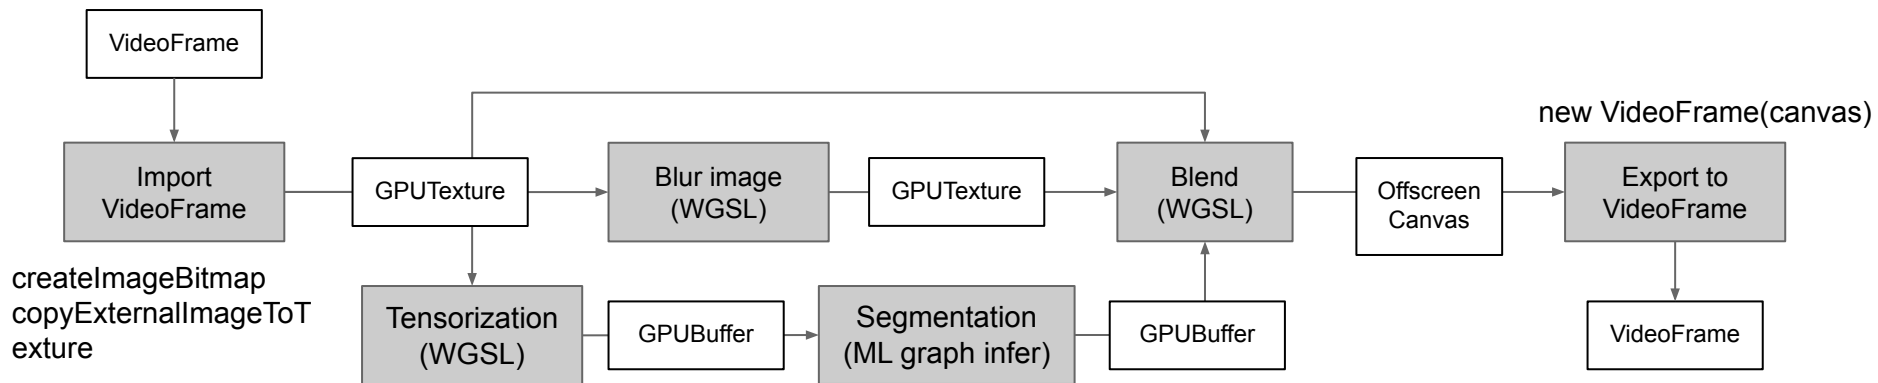 VideoFrame
new VideoFrame(canvas)
Import
VideoFrame
GPUTexture
Blur image
(WGSL)
GPUTexture
Blend
(WGSL)
Offscreen
Canvas
Export to
VideoFrame
createImageBitmap
copyExternalImageToT
exture
Tensorization
(WGSL)
GPUBuffer
Segmentation
(ML graph infer)
GPUBuffer
VideoFrame